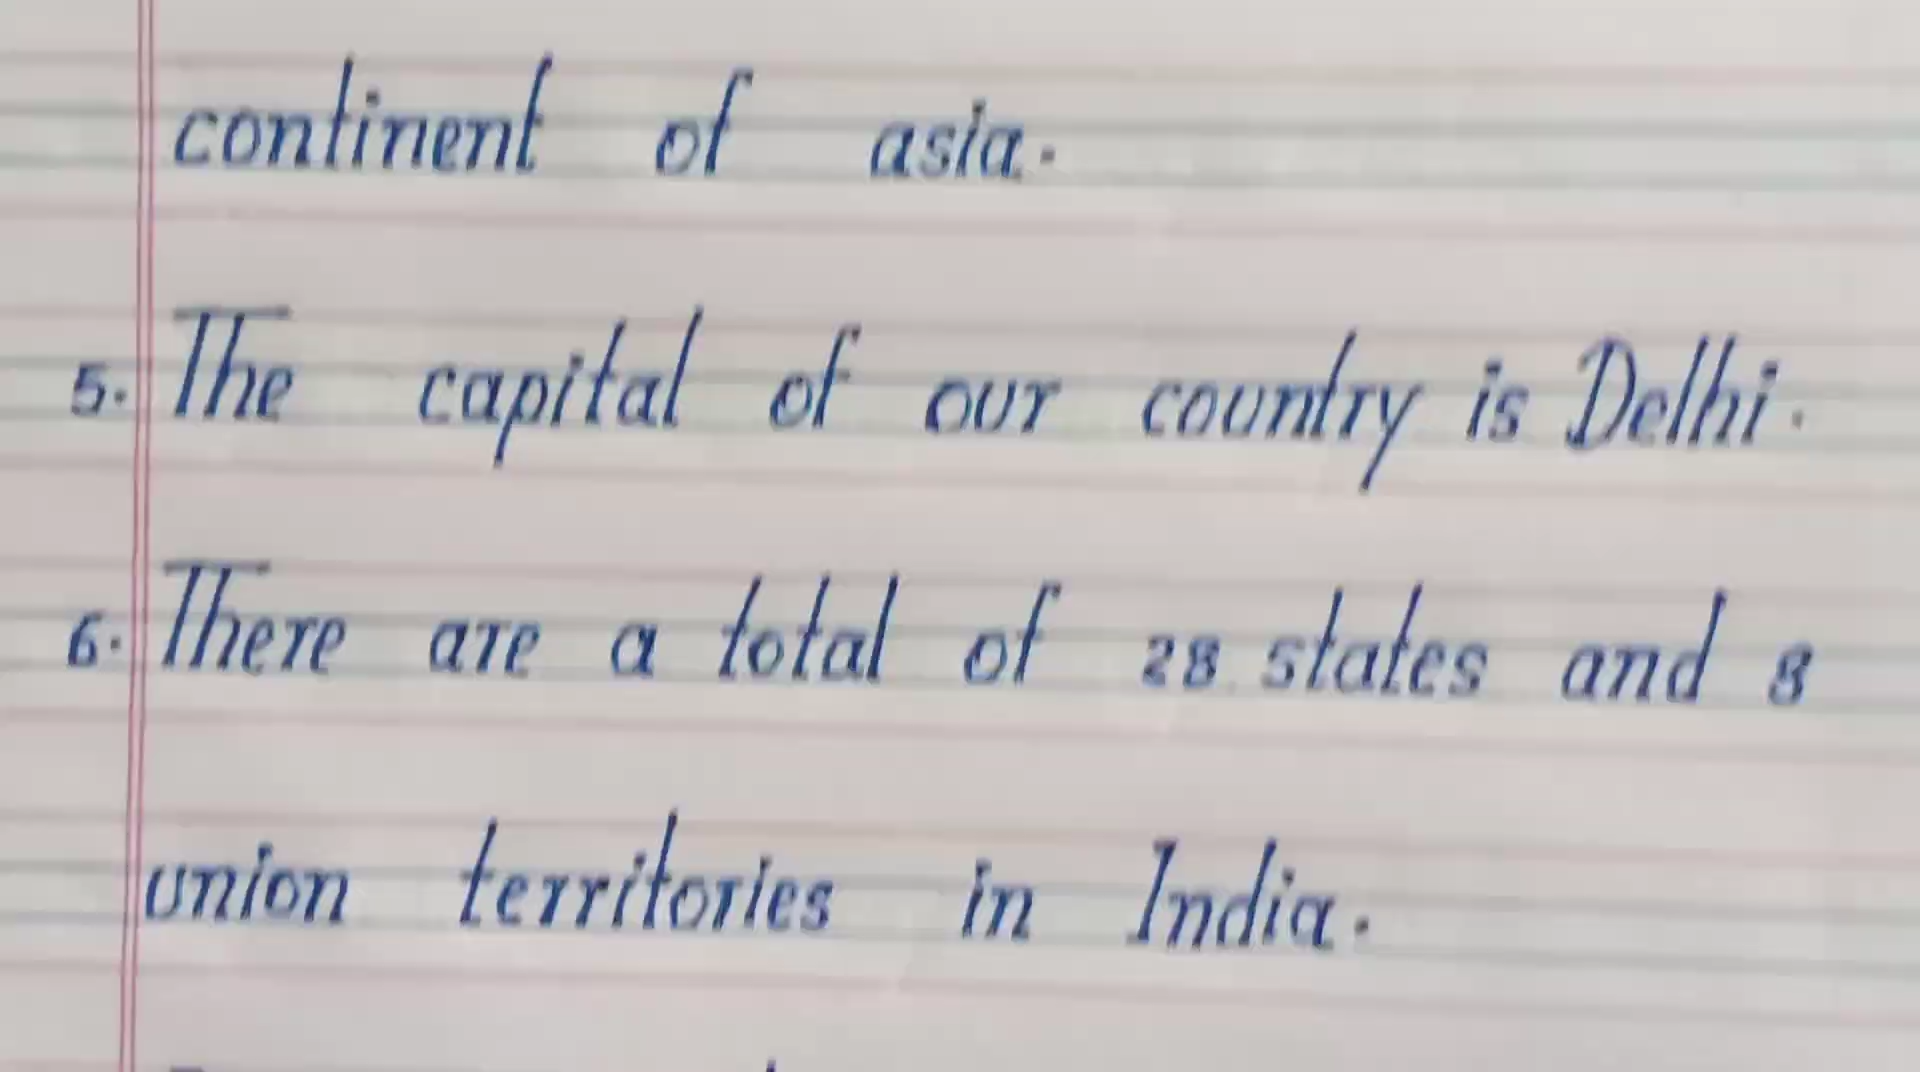 continent of asia.
5. The capital of our country is Delhi.
6. There are a total of 28 states and 8
union territories in India.